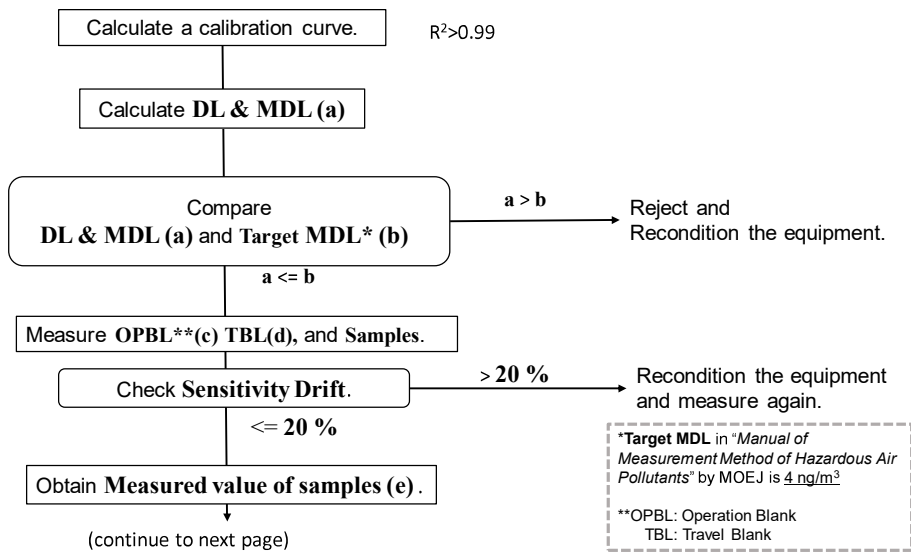 Calculate a calibration curve.
R²>0.99
Calculate DL & MDL (a)
Compare
DL & MDL (a) and Target MDL* (b)
a > b
Reject and
Recondition the equipment.
a <= b
Measure OPBL**(c) TBL(d), and Samples.
Check Sensitivity Drift.
> 20 %
Recondition the equipment
and measure again.
<= 20 %
*Target MDL in “Manual of
Measurement Method of Hazardous Air
Pollutants” by MOEJ is 4 ng/m³
**OPBL: Operation Blank
TBL: Travel Blank
Obtain Measured value of samples (e) .
(continue to next page)